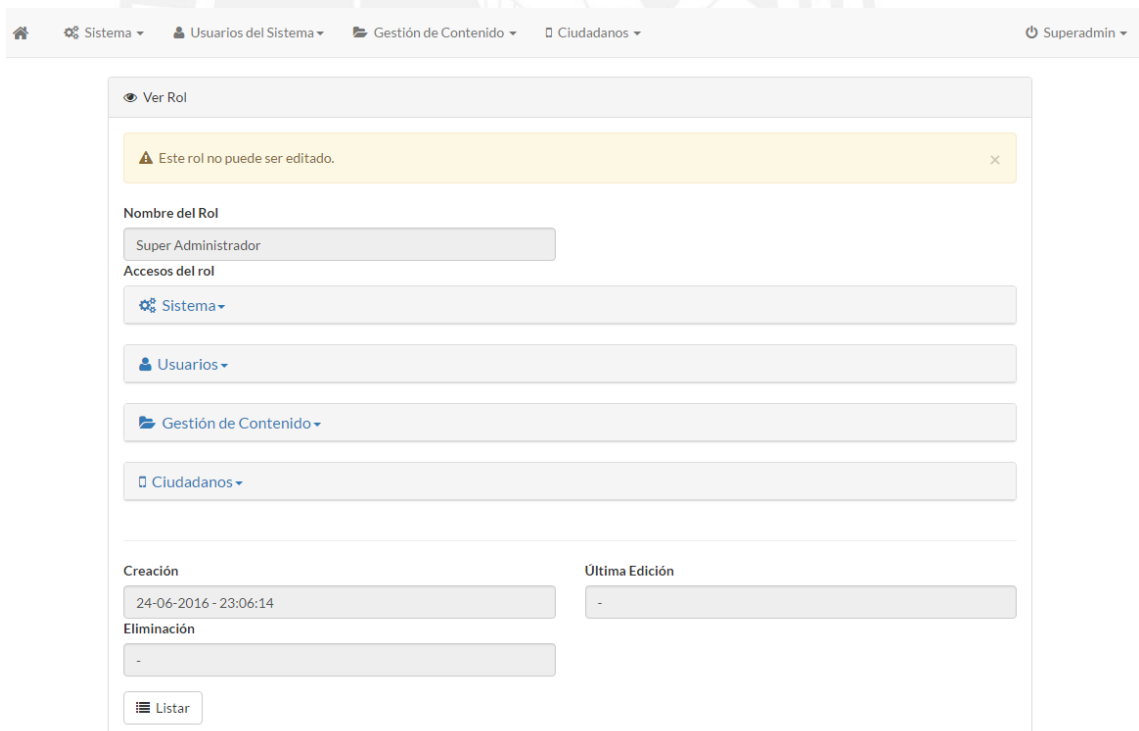 Sistema Usuarios del Sistema Gestión de Contenido Ciudadanos Superadmin
Ver Rol
Este rol no puede ser editado.
Nombre del Rol
Super Administrador
Accesos del rol
Sistema
Usuarios
Gestión de Contenido
Ciudadanos
Creación Última Edición
24-06-2016 - 23:06:14 -
Eliminación
-
Listar